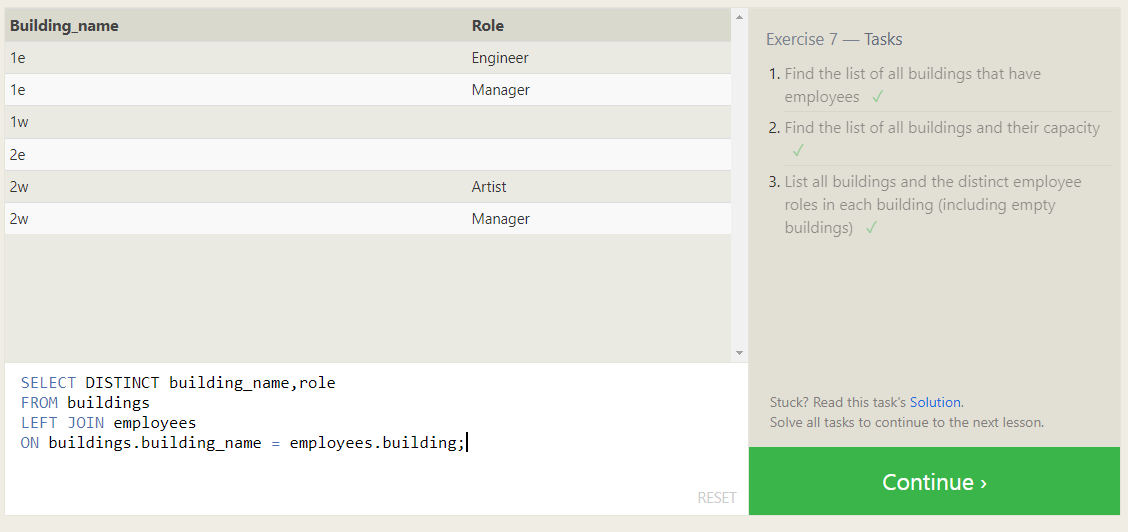 Building_name Role
1e Engineer
1e Manager
1w
2e
2w Artist
2w Manager
SELECT DISTINCT building_name,role
FROM buildings
LEFT JOIN employees
ON buildings.building_name = employees.building;
RESET
Exercise 7 — Tasks
1. Find the list of all buildings that have
employees ✓
2. Find the list of all buildings and their capacity
✓
3. List all buildings and the distinct employee
roles in each building (including empty
buildings) ✓
Stuck? Read this task's Solution.
Solve all tasks to continue to the next lesson.
Continue ›